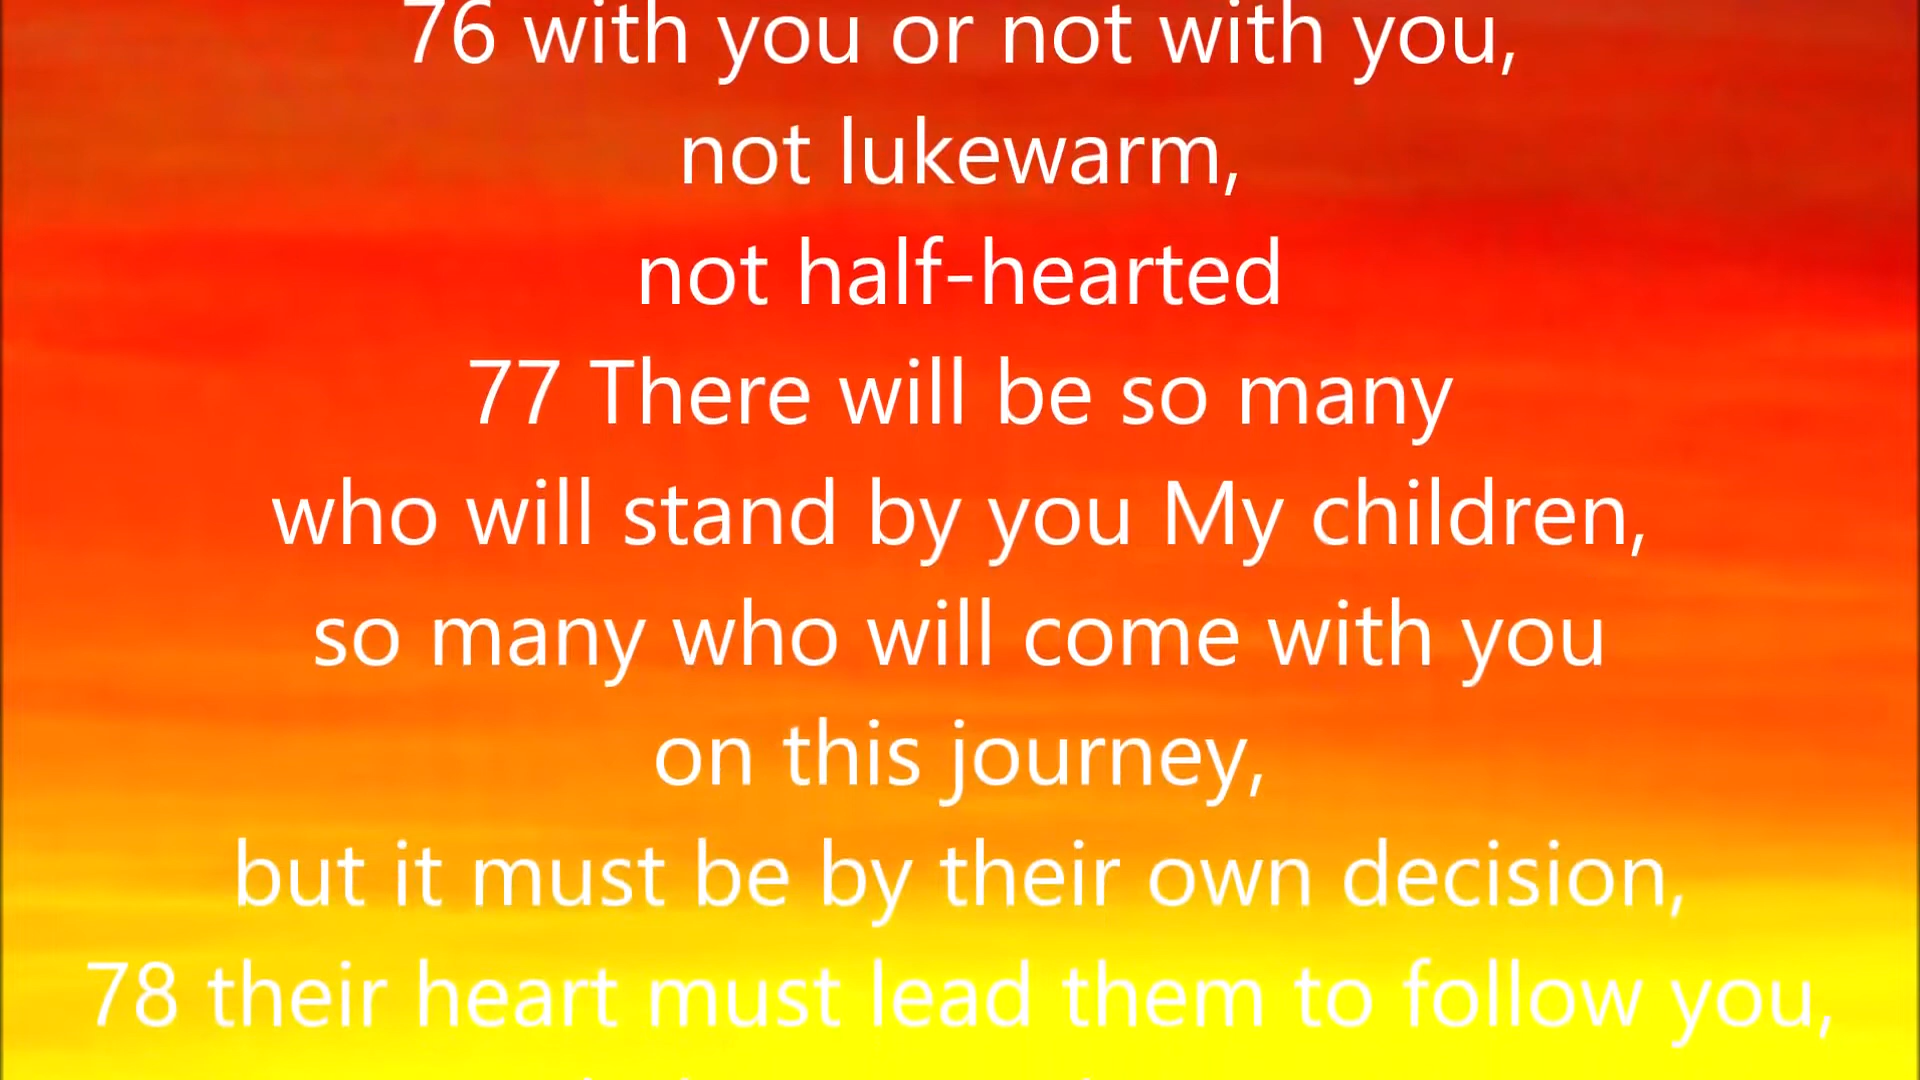 76 with you or not with you,
not lukewarm,
not half-hearted
77 There will be so many
who will stand by you My children,
so many who will come with you
on this journey,
but it must be by their own decision,
78 their heart must lead them to follow you,